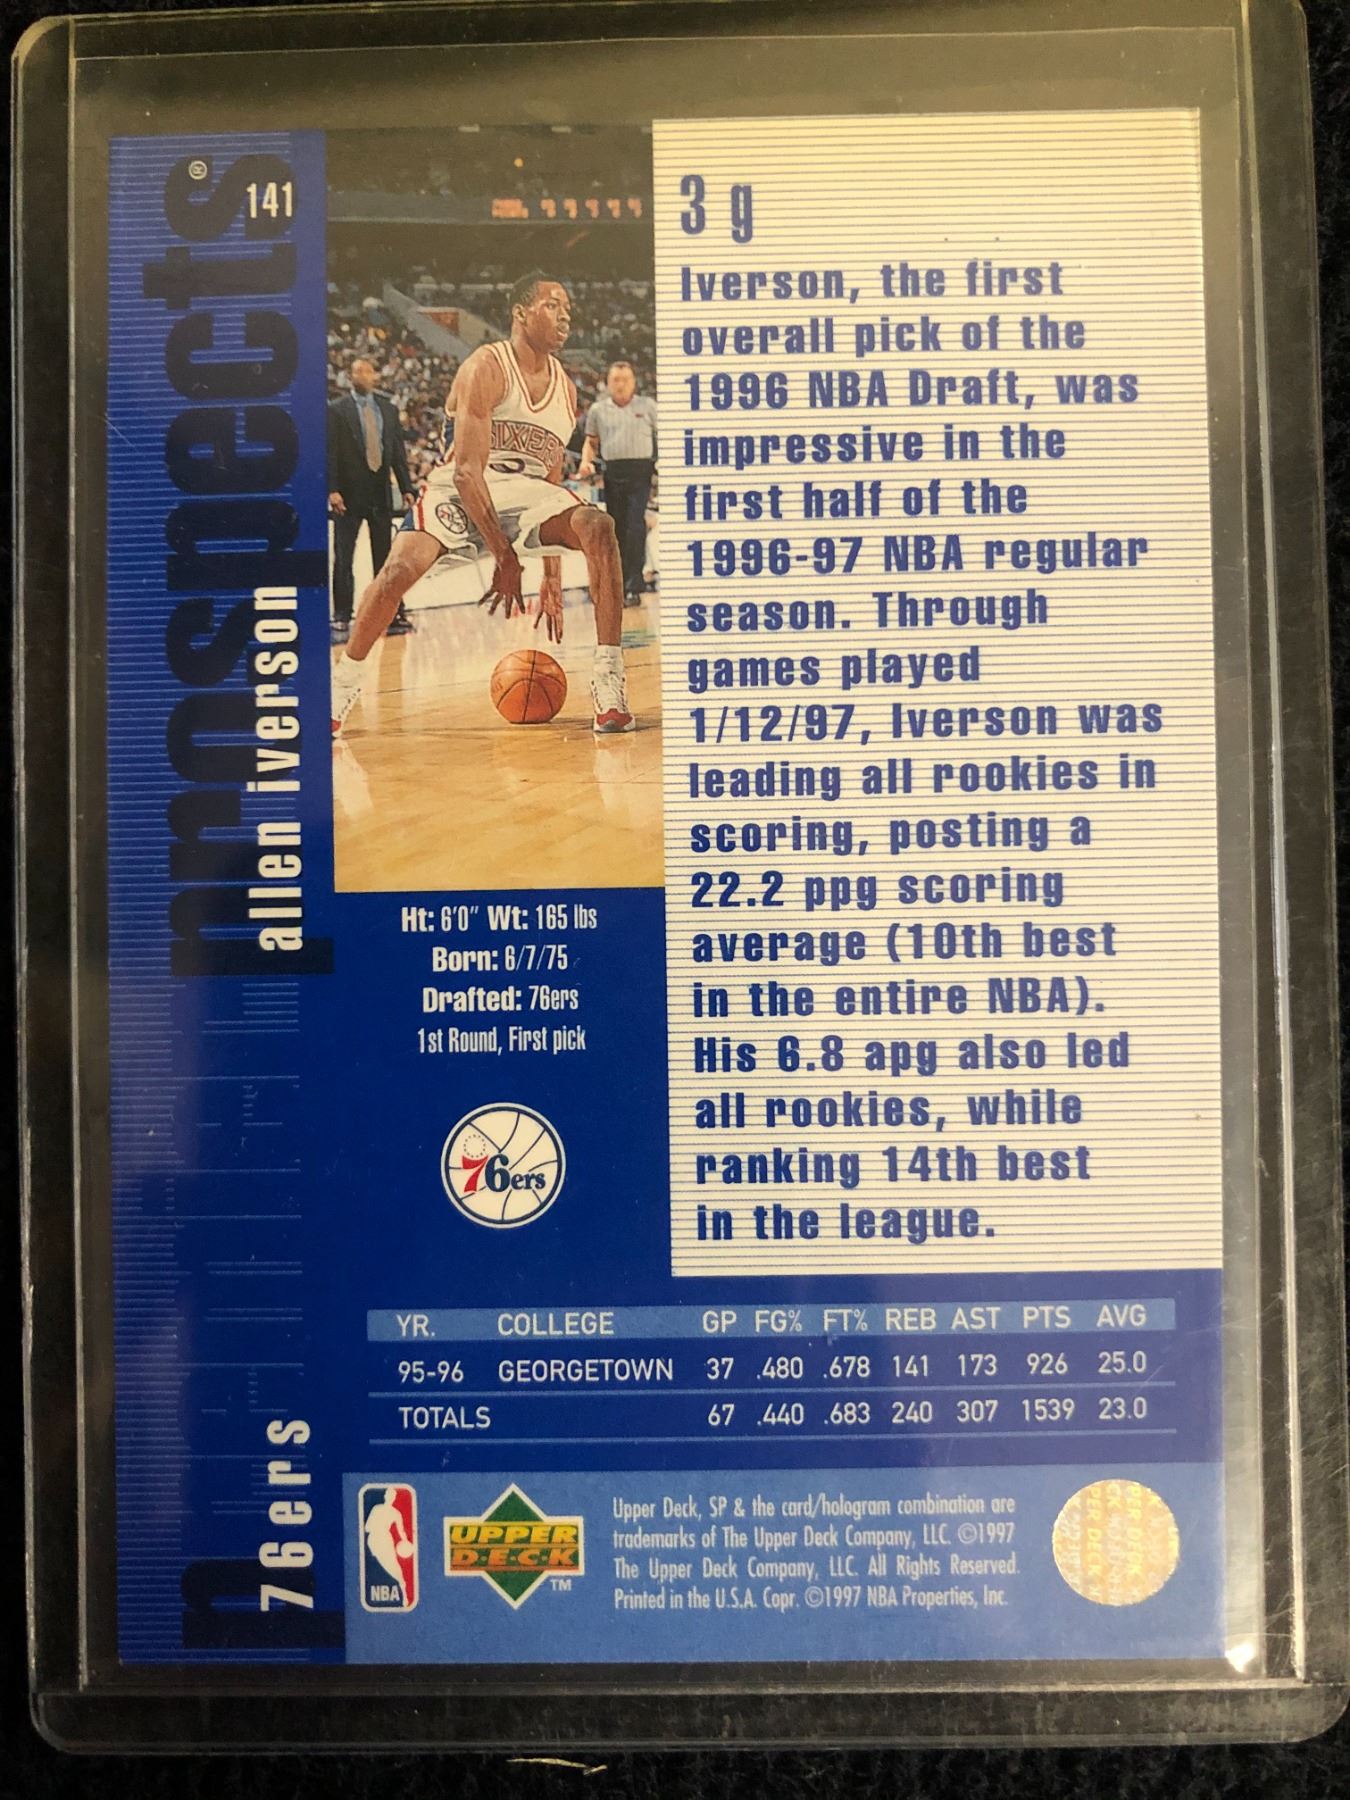 141
prospects®
allen iverson
76ers
SIXERS
3 g
Iverson, the first
overall pick of the
1996 NBA Draft, was
impressive in the
first half of the
1996-97 NBA regular
season. Through
games played
1/12/97, Iverson was
leading all rookies in
scoring, posting a
22.2 ppg scoring
average (10th best
in the entire NBA).
His 6.8 apg also led
all rookies, while
ranking 14th best
in the league.
Ht: 6'0" Wt: 165 lbs
Born: 6/7/75
Drafted: 76ers
1st Round, First pick
76ers
YR. COLLEGE GP FG% FT% REB AST PTS AVG
95-96 GEORGETOWN 37 .480 .678 141 173 926 25.0
TOTALS 67 .440 .683 240 307 1539 23.0
NBA
UPPER
DECK
TM
Upper Deck, SP & the card/hologram combination are
trademarks of The Upper Deck Company, LLC. ©1997
The Upper Deck Company, LLC. All Rights Reserved.
Printed in the U.S.A. Copr. ©1997 NBA Properties, Inc.